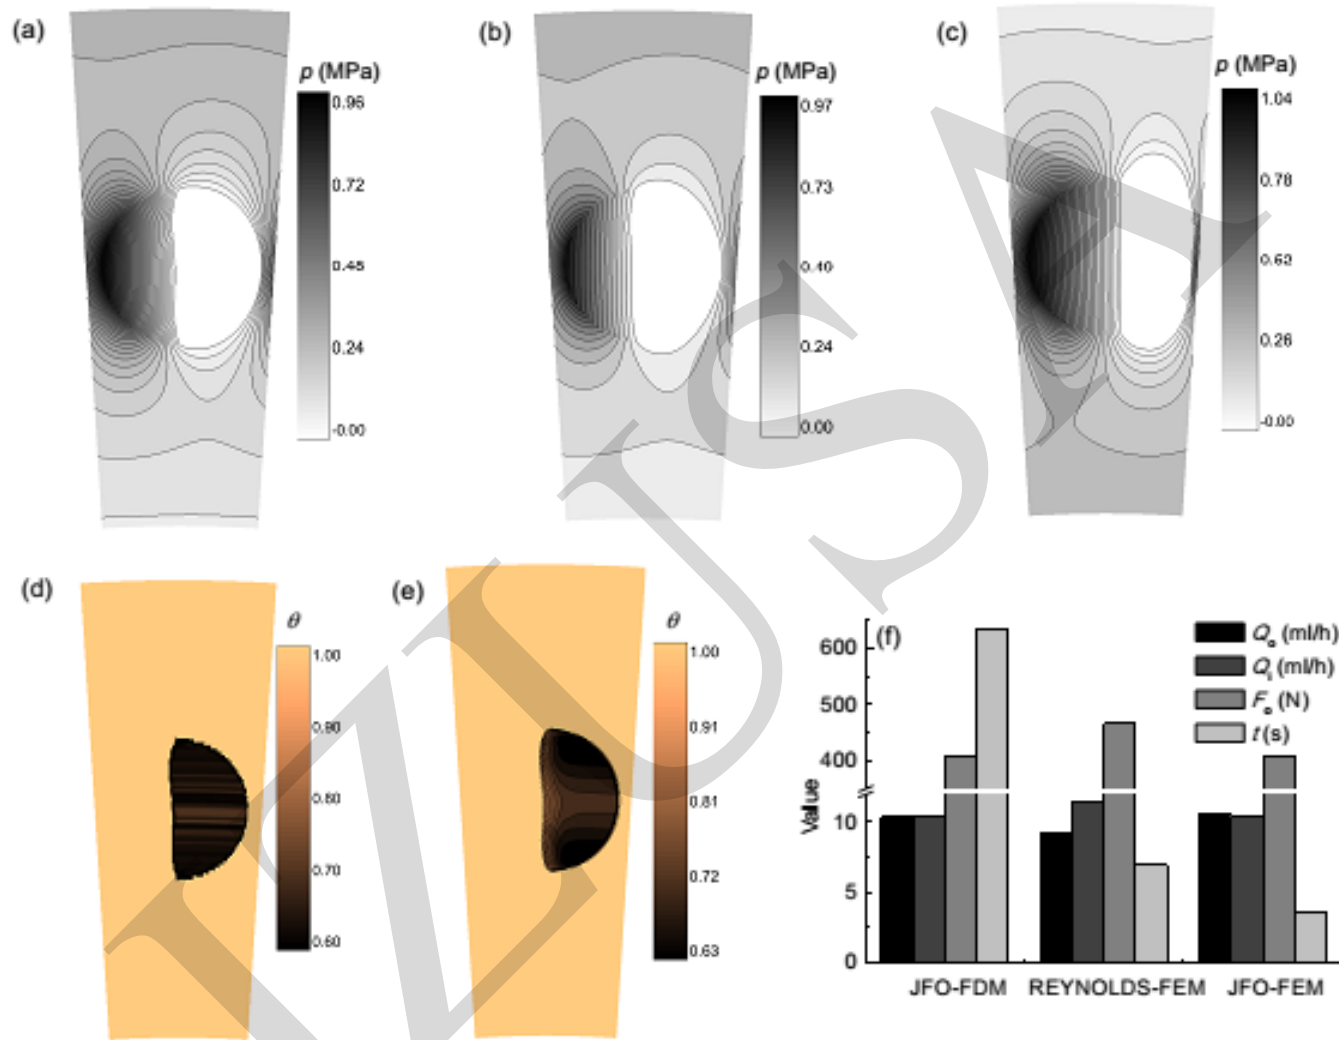 (a)
p (MPa)
0.96
0.72
0.48
0.24
-0.00
(b)
p (MPa)
0.97
0.73
0.40
0.24
0.00
(c)
p (MPa)
1.04
0.78
0.62
0.26
-0.00
(d)
θ
1.00
0.90
0.80
0.70
0.60
(e)
θ
1.00
0.91
0.81
0.72
0.63
(f)
Qo (ml/h)
Qi (ml/h)
Fo (N)
t (s)
Value
600
500
400
10
5
0
JFO-FDM
REYNOLDS-FEM
JFO-FEM
JZUSA